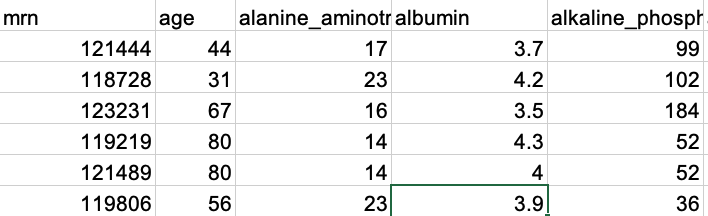 mrn age alanine_aminotr albumin alkaline_phosph
121444 44 17 3.7 99
118728 31 23 4.2 102
123231 67 16 3.5 184
119219 80 14 4.3 52
121489 80 14 4 52
119806 56 23 3.9 36